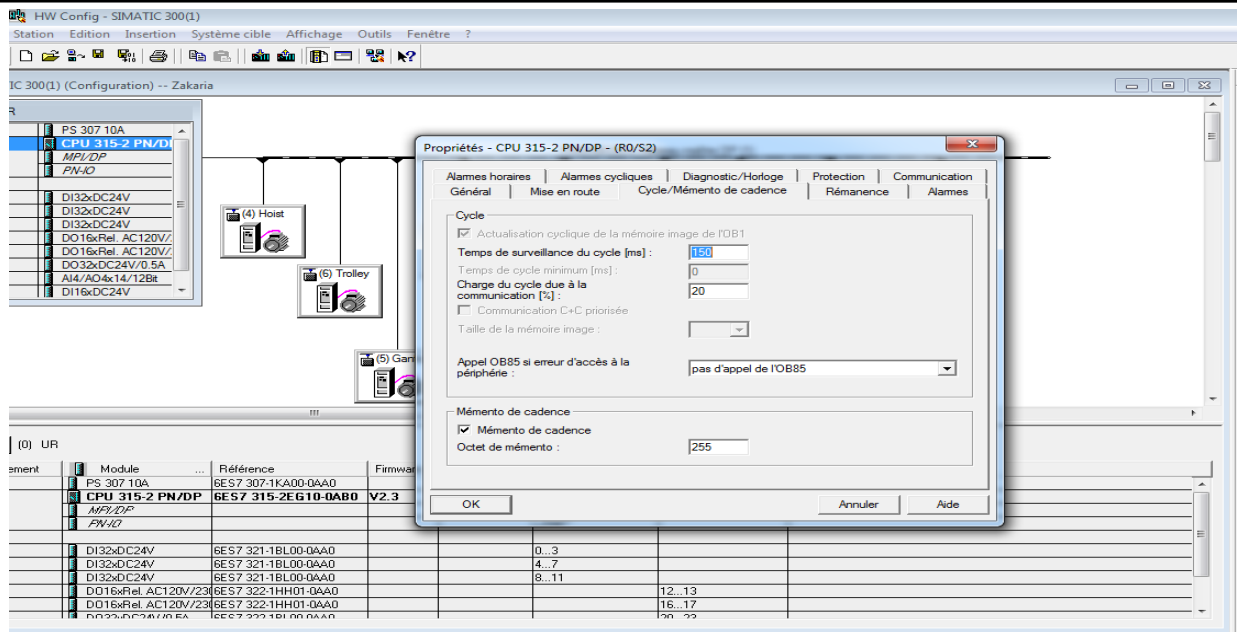 HW Config - SIMATIC 300(1)
Station Edition Insertion Système cible Affichage Outils Fenêtre ?
IC 300(1) (Configuration) -- Zakaria
PS 307 10A
CPU 315-2 PN/D
MPI/DP
PN-IO
DI32xDC24V
DI32xDC24V
DI32xDC24V
DO16xRel. AC120V/
DO16xRel. AC120V/
DO32xDC24V/0.5A
AI4/AO4x14/12Bit
DI16xDC24V
(4) Hoist
(6) Trolley
(5) Gan
Propriétés - CPU 315-2 PN/DP - (R0/S2)
Alarmes horaires Alarmes cycliques Diagnostic/Horloge Protection Communication
Général Mise en route Cycle/Mémento de cadence Rémanence Alarmes
Cycle
Actualisation cyclique de la mémoire image de l'OB1
Temps de surveillance du cycle [ms] : 150
Temps de cycle minimum [ms] : 0
Charge du cycle due à la
communication [%] : 20
Communication C+C priorisée
Taille de la mémoire image :
Appel OB85 si erreur d'accès à la
périphérie : pas d'appel de l'OB85
Mémento de cadence
Mémento de cadence
Octet de mémento : 255
OK Annuler Aide
(0) UR
ement Module ... Référence Firmwar
PS 307 10A 6ES7 307-1KA00-0AA0
CPU 315-2 PN/DP 6ES7 315-2EG10-0AB0 V2.3
MPI/DP
PN-IO
DI32xDC24V 6ES7 321-1BL00-0AA0 0...3
DI32xDC24V 6ES7 321-1BL00-0AA0 4...7
DI32xDC24V 6ES7 321-1BL00-0AA0 8...11
DO16xRel. AC120V/230 6ES7 322-1HH01-0AA0 12...13
DO16xRel. AC120V/230 6ES7 322-1HH01-0AA0 16...17